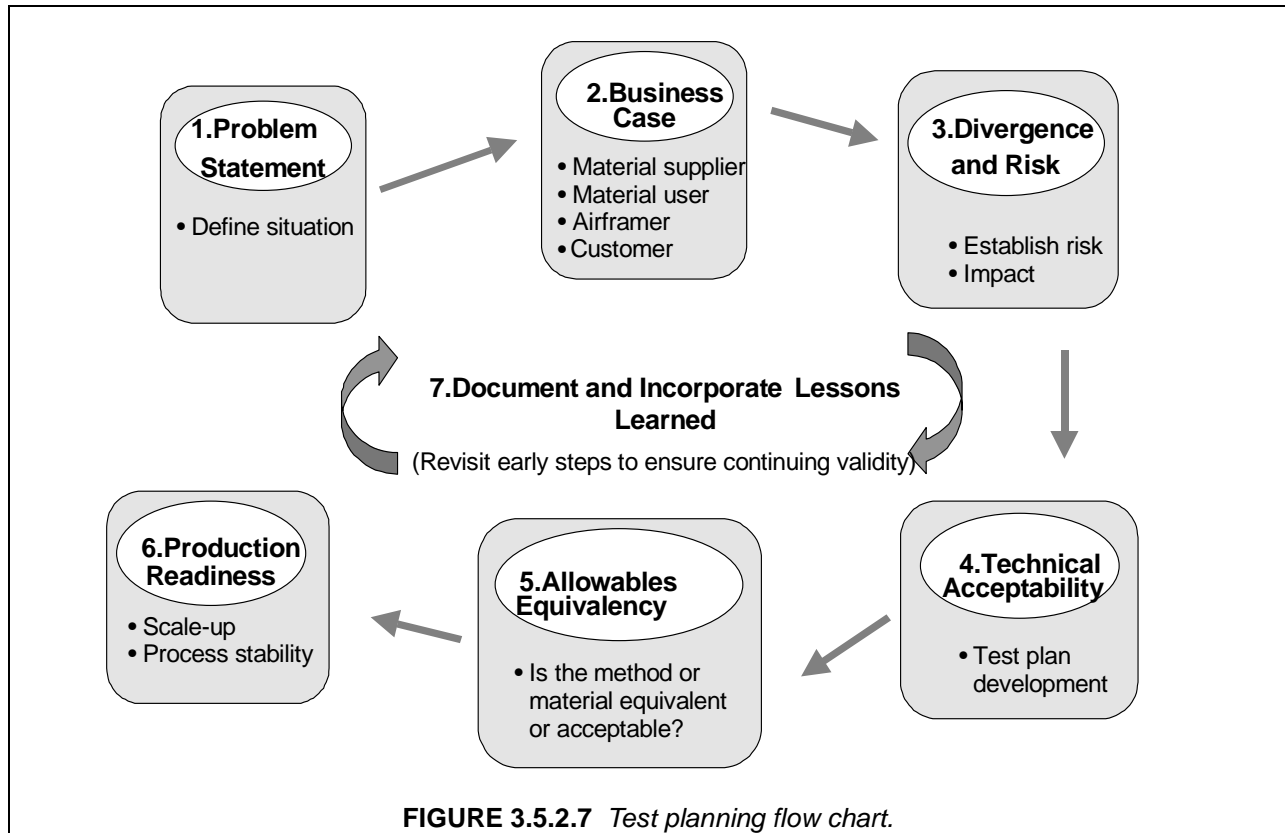 1.Problem
Statement
• Define situation
2.Business
Case
• Material supplier
• Material user
• Airframer
• Customer
3.Divergence
and Risk
• Establish risk
• Impact
7.Document and Incorporate Lessons
Learned
(Revisit early steps to ensure continuing validity)
4.Technical
Acceptability
• Test plan
development
5.Allowables
Equivalency
• Is the method or
material equivalent
or acceptable?
6.Production
Readiness
• Scale-up
• Process stability
FIGURE 3.5.2.7 Test planning flow chart.